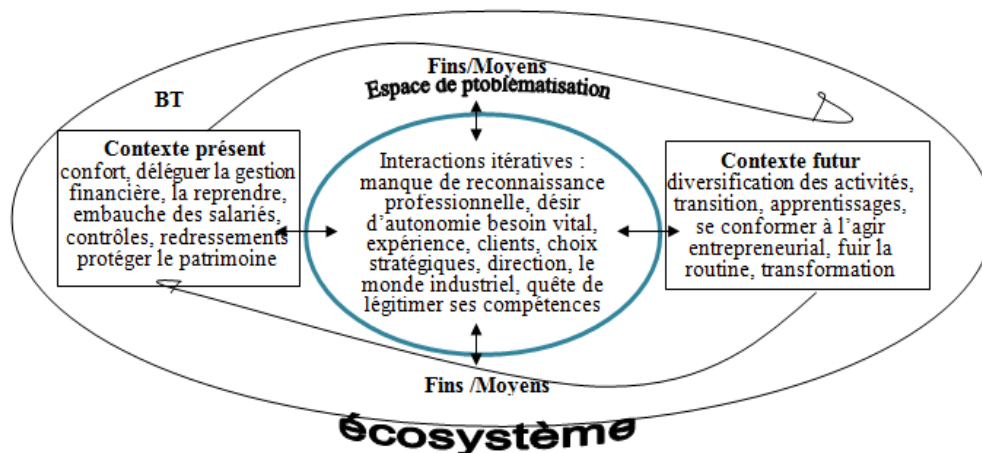 Fins/Moyens
Espace de ptoblèmatisation
BT
Contexte présent
confort, déléguer la gestion
financière, la reprendre,
embauche des salariés,
contrôles, redressements
protéger le patrimoine
Interactions itératives :
manque de reconnaissance
professionnelle, désir
d’autonomie besoin vital,
expérience, clients, choix
stratégiques, direction, le
monde industriel, quête de
légitimer ses compétences
Contexte futur
diversification des activités,
transition, apprentissages,
se conformer à l’agir
entrepreneurial, fuir la
routine, transformation
Fins /Moyens
écosystème